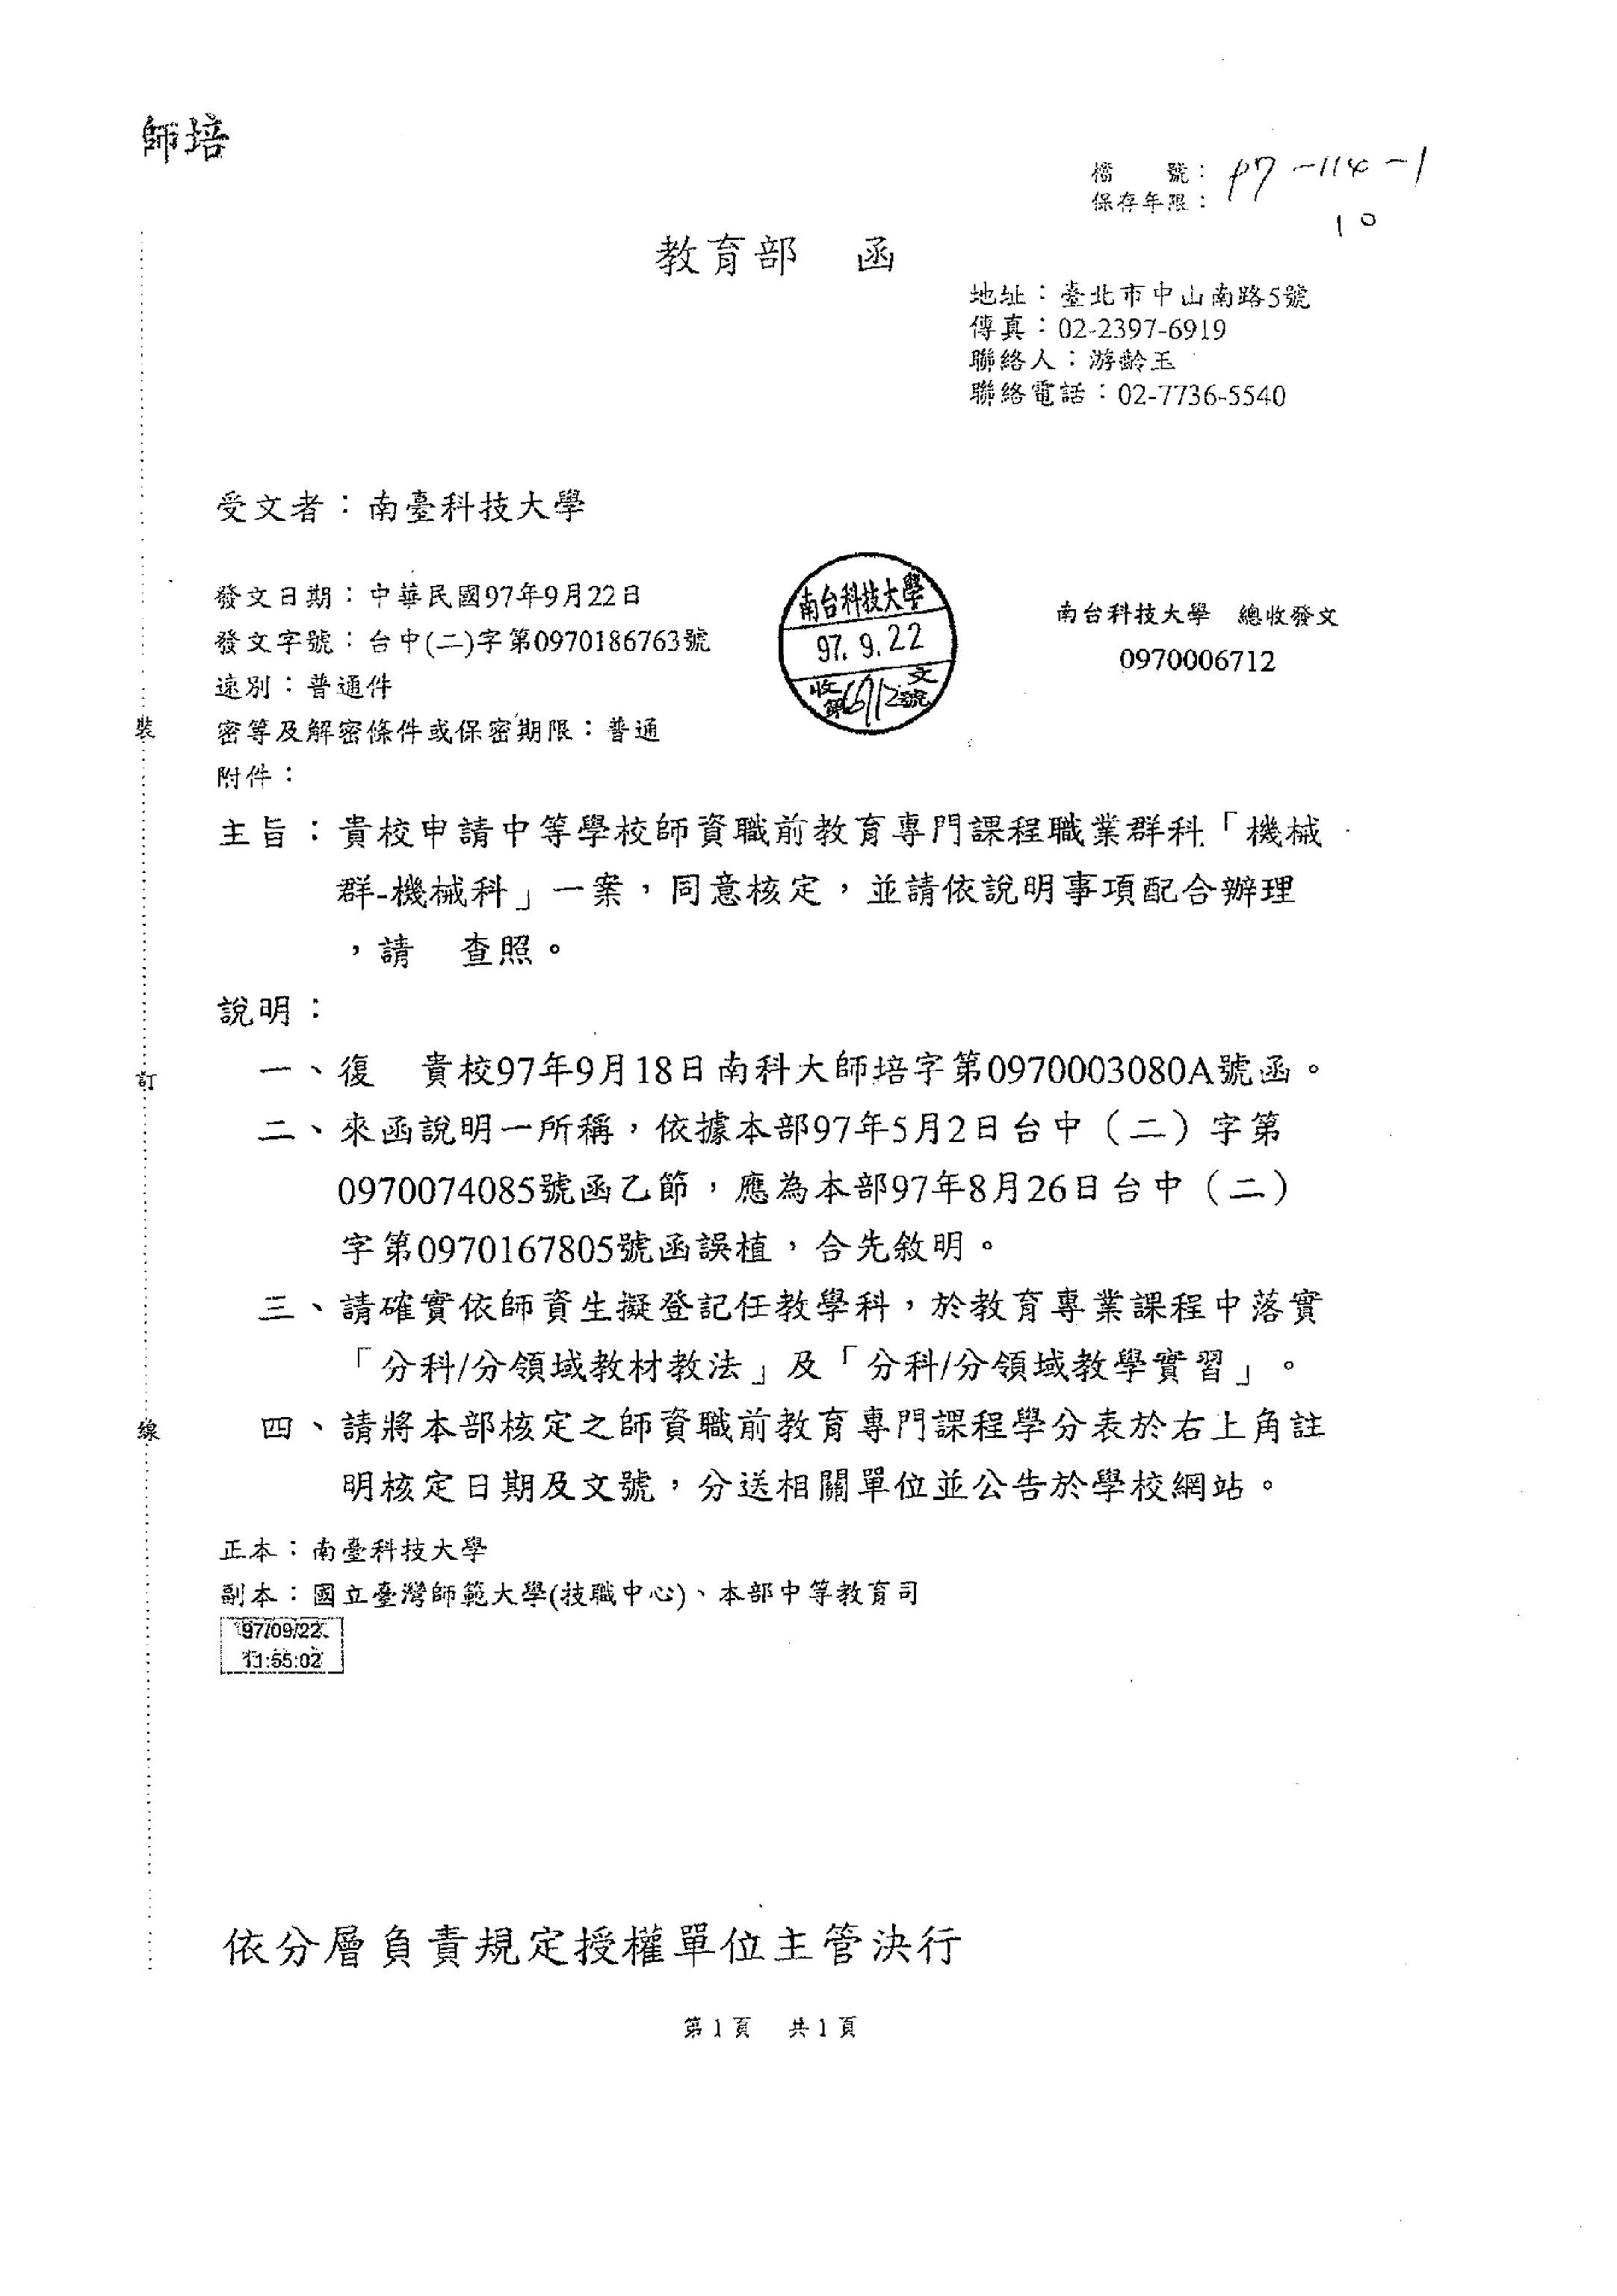 師培
檔　　號：97-114-1
保存年限：10
教育部　函
地址：臺北市中山南路5號
傳真：02-2397-6919
聯絡人：游齡玉
聯絡電話：02-7736-5540
受文者：南臺科技大學
發文日期：中華民國97年9月22日
發文字號：台中(二)字第0970186763號
速別：普通件
密等及解密條件或保密期限：普通
附件：
南台科技大學
97.9.22
收文
第6712號
南台科技大學　總收發文
0970006712
主旨：貴校申請中等學校師資職前教育專門課程職業群科「機械
群-機械科」一案，同意核定，並請依說明事項配合辦理
，請　查照。
說明：
一、復　貴校97年9月18日南科大師培字第0970003080A號函。
二、來函說明一所稱，依據本部97年5月2日台中（二）字第
0970074085號函乙節，應為本部97年8月26日台中（二）
字第0970167805號函誤植，合先敘明。
三、請確實依師資生擬登記任教學科，於教育專業課程中落實
「分科/分領域教材教法」及「分科/分領域教學實習」。
四、請將本部核定之師資職前教育專門課程學分表於右上角註
明核定日期及文號，分送相關單位並公告於學校網站。
正本：南臺科技大學
副本：國立臺灣師範大學(技職中心)、本部中等教育司
97/09/22
11:55:02
裝
訂
線
依分層負責規定授權單位主管決行
第1頁　共1頁